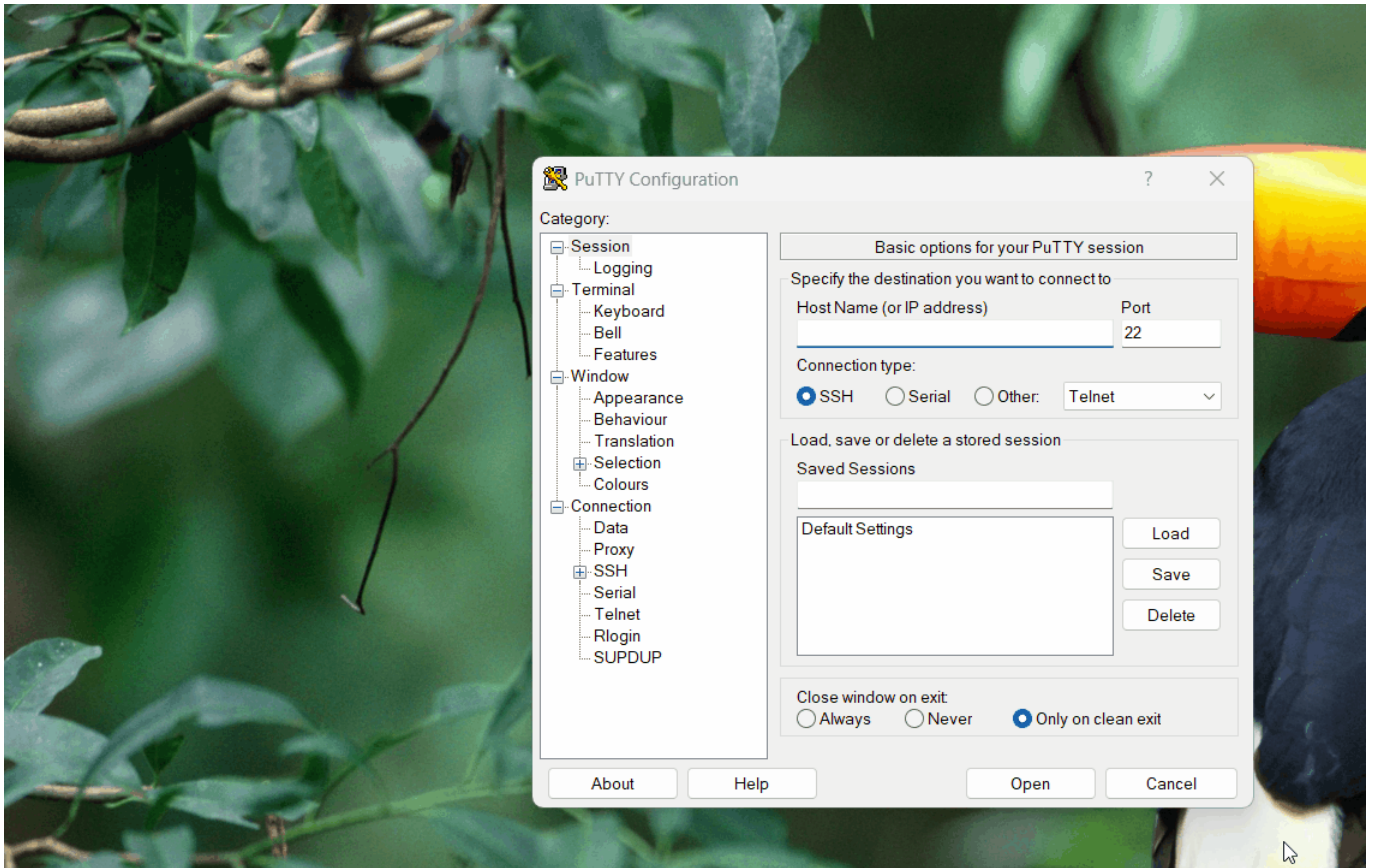 PuTTY Configuration ?
Category:
Session
Logging
Terminal
Keyboard
Bell
Features
Window
Appearance
Behaviour
Translation
Selection
Colours
Connection
Data
Proxy
SSH
Serial
Telnet
Rlogin
SUPDUP
Basic options for your PuTTY session
Specify the destination you want to connect to
Host Name (or IP address) Port
22
Connection type:
SSH Serial Other: Telnet
Load, save or delete a stored session
Saved Sessions
Default Settings
Load
Save
Delete
Close window on exit:
Always Never Only on clean exit
About Help Open Cancel